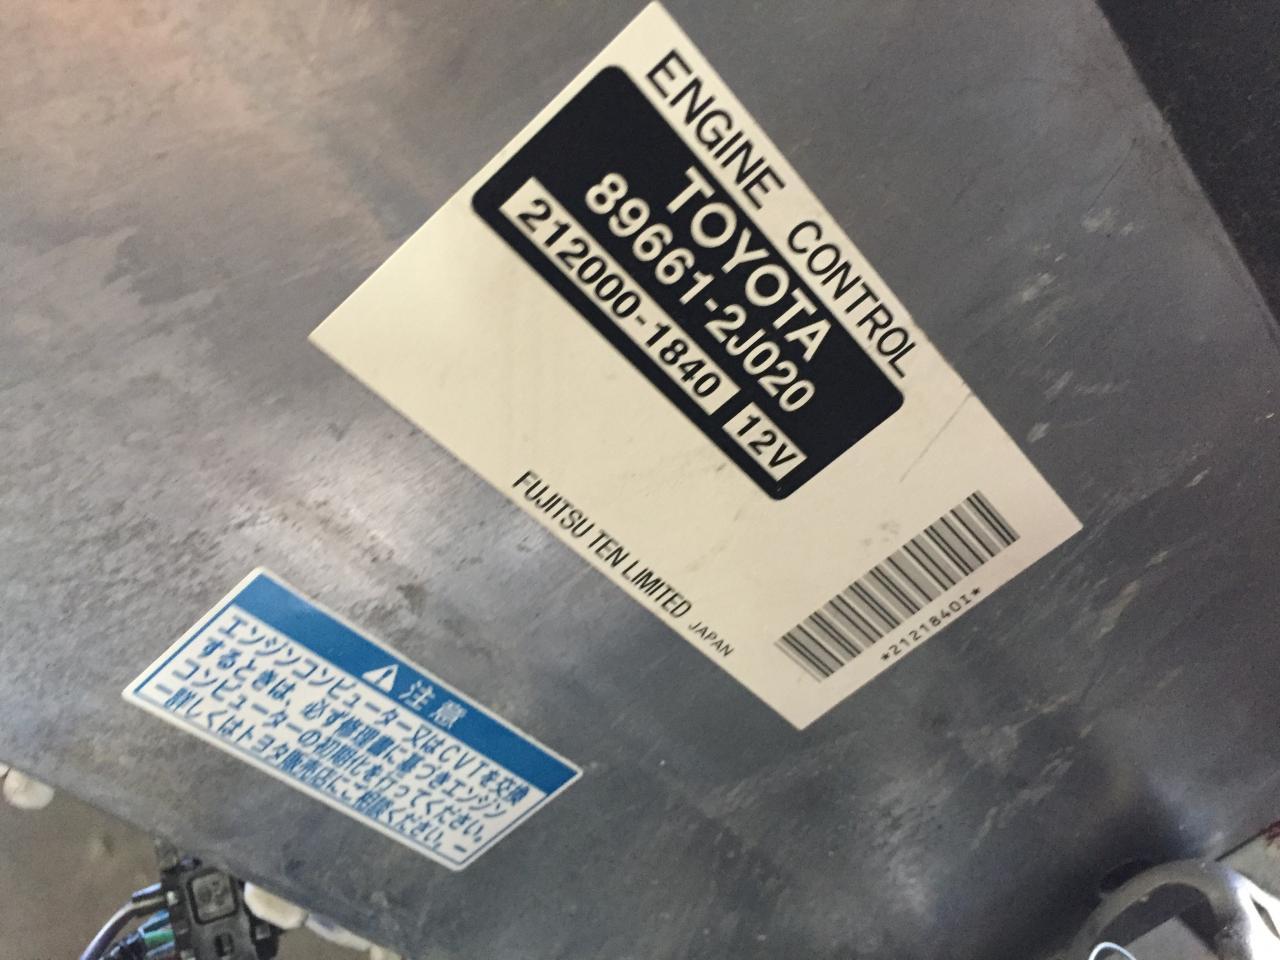 ENGINE CONTROL
TOYOTA
89661-2J020
212000-1840 12V
FUJITSU TEN LIMITED JAPAN
*2121840I*
注意
エンジンコンピューター又はCVTを交換
するときは、必ず修理書に基づきエンジン
コンピューターの初期化を行ってください。
−詳しくはトヨタ販売店にご相談ください。−